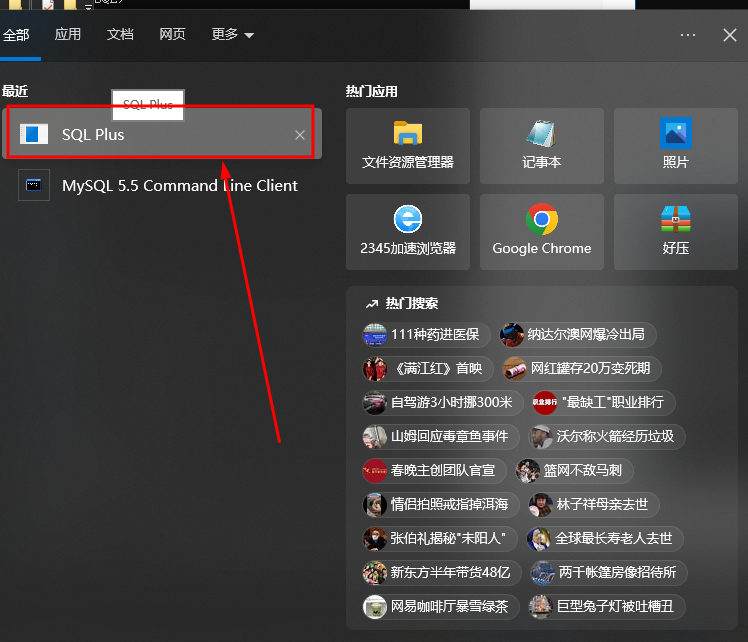 全部 应用 文档 网页 更多
最近
SQL Plus
SQL Plus
MySQL 5.5 Command Line Client
热门应用
文件资源管理器 记事本 照片
2345加速浏览器 Google Chrome 好压
热门搜索
111种药进医保 纳达尔澳网爆冷出局
《满江红》首映 网红罐存20万变死期
自驾游3小时挪300米 职业排行 "最缺工"职业排行
山姆回应毒章鱼事件 沃尔称火箭经历垃圾
春晚主创团队官宣 篮网不敌马刺
情侣拍照戒指掉洱海 林子祥母亲去世
张伯礼揭秘"未阳人" 全球最长寿老人去世
新东方半年带货48亿 两千帐篷房像招待所
网易咖啡厅暴雪绿茶 巨型兔子灯被吐槽丑